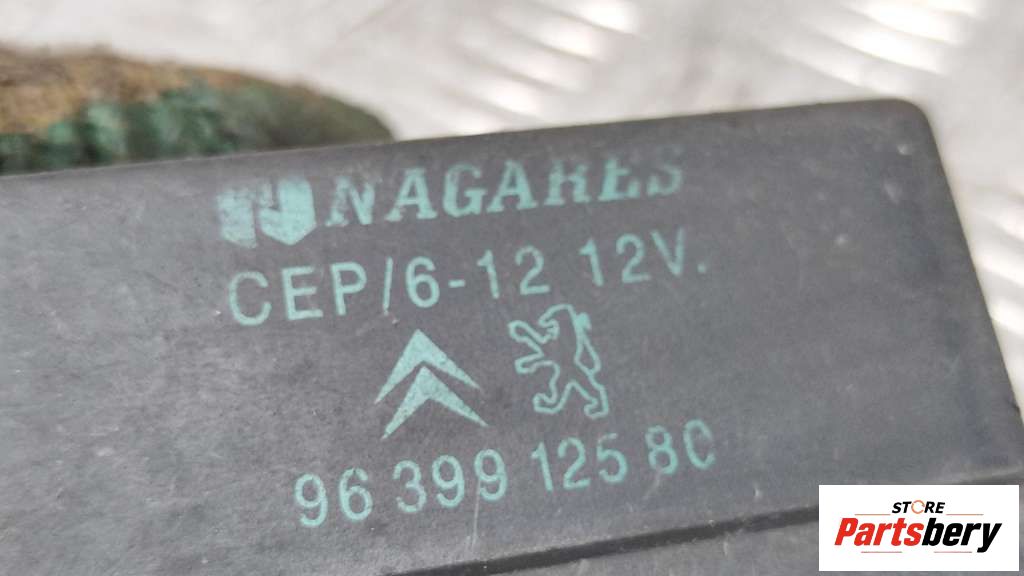 NAGARES
CEP/6-12 12V.
96 399 125 80
STORE
Partsbery